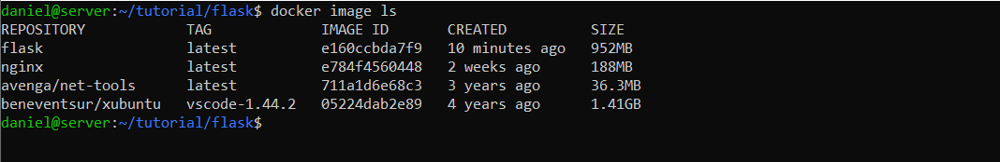 daniel@server:~/tutorial/flask$ docker image ls
REPOSITORY TAG IMAGE ID CREATED SIZE
flask latest e160ccbda7f9 10 minutes ago 952MB
nginx latest e784f4560448 2 weeks ago 188MB
avenga/net-tools latest 711a1d6e68c3 3 years ago 36.3MB
beneventsur/xubuntu vscode-1.44.2 05224dab2e89 4 years ago 1.41GB
daniel@server:~/tutorial/flask$